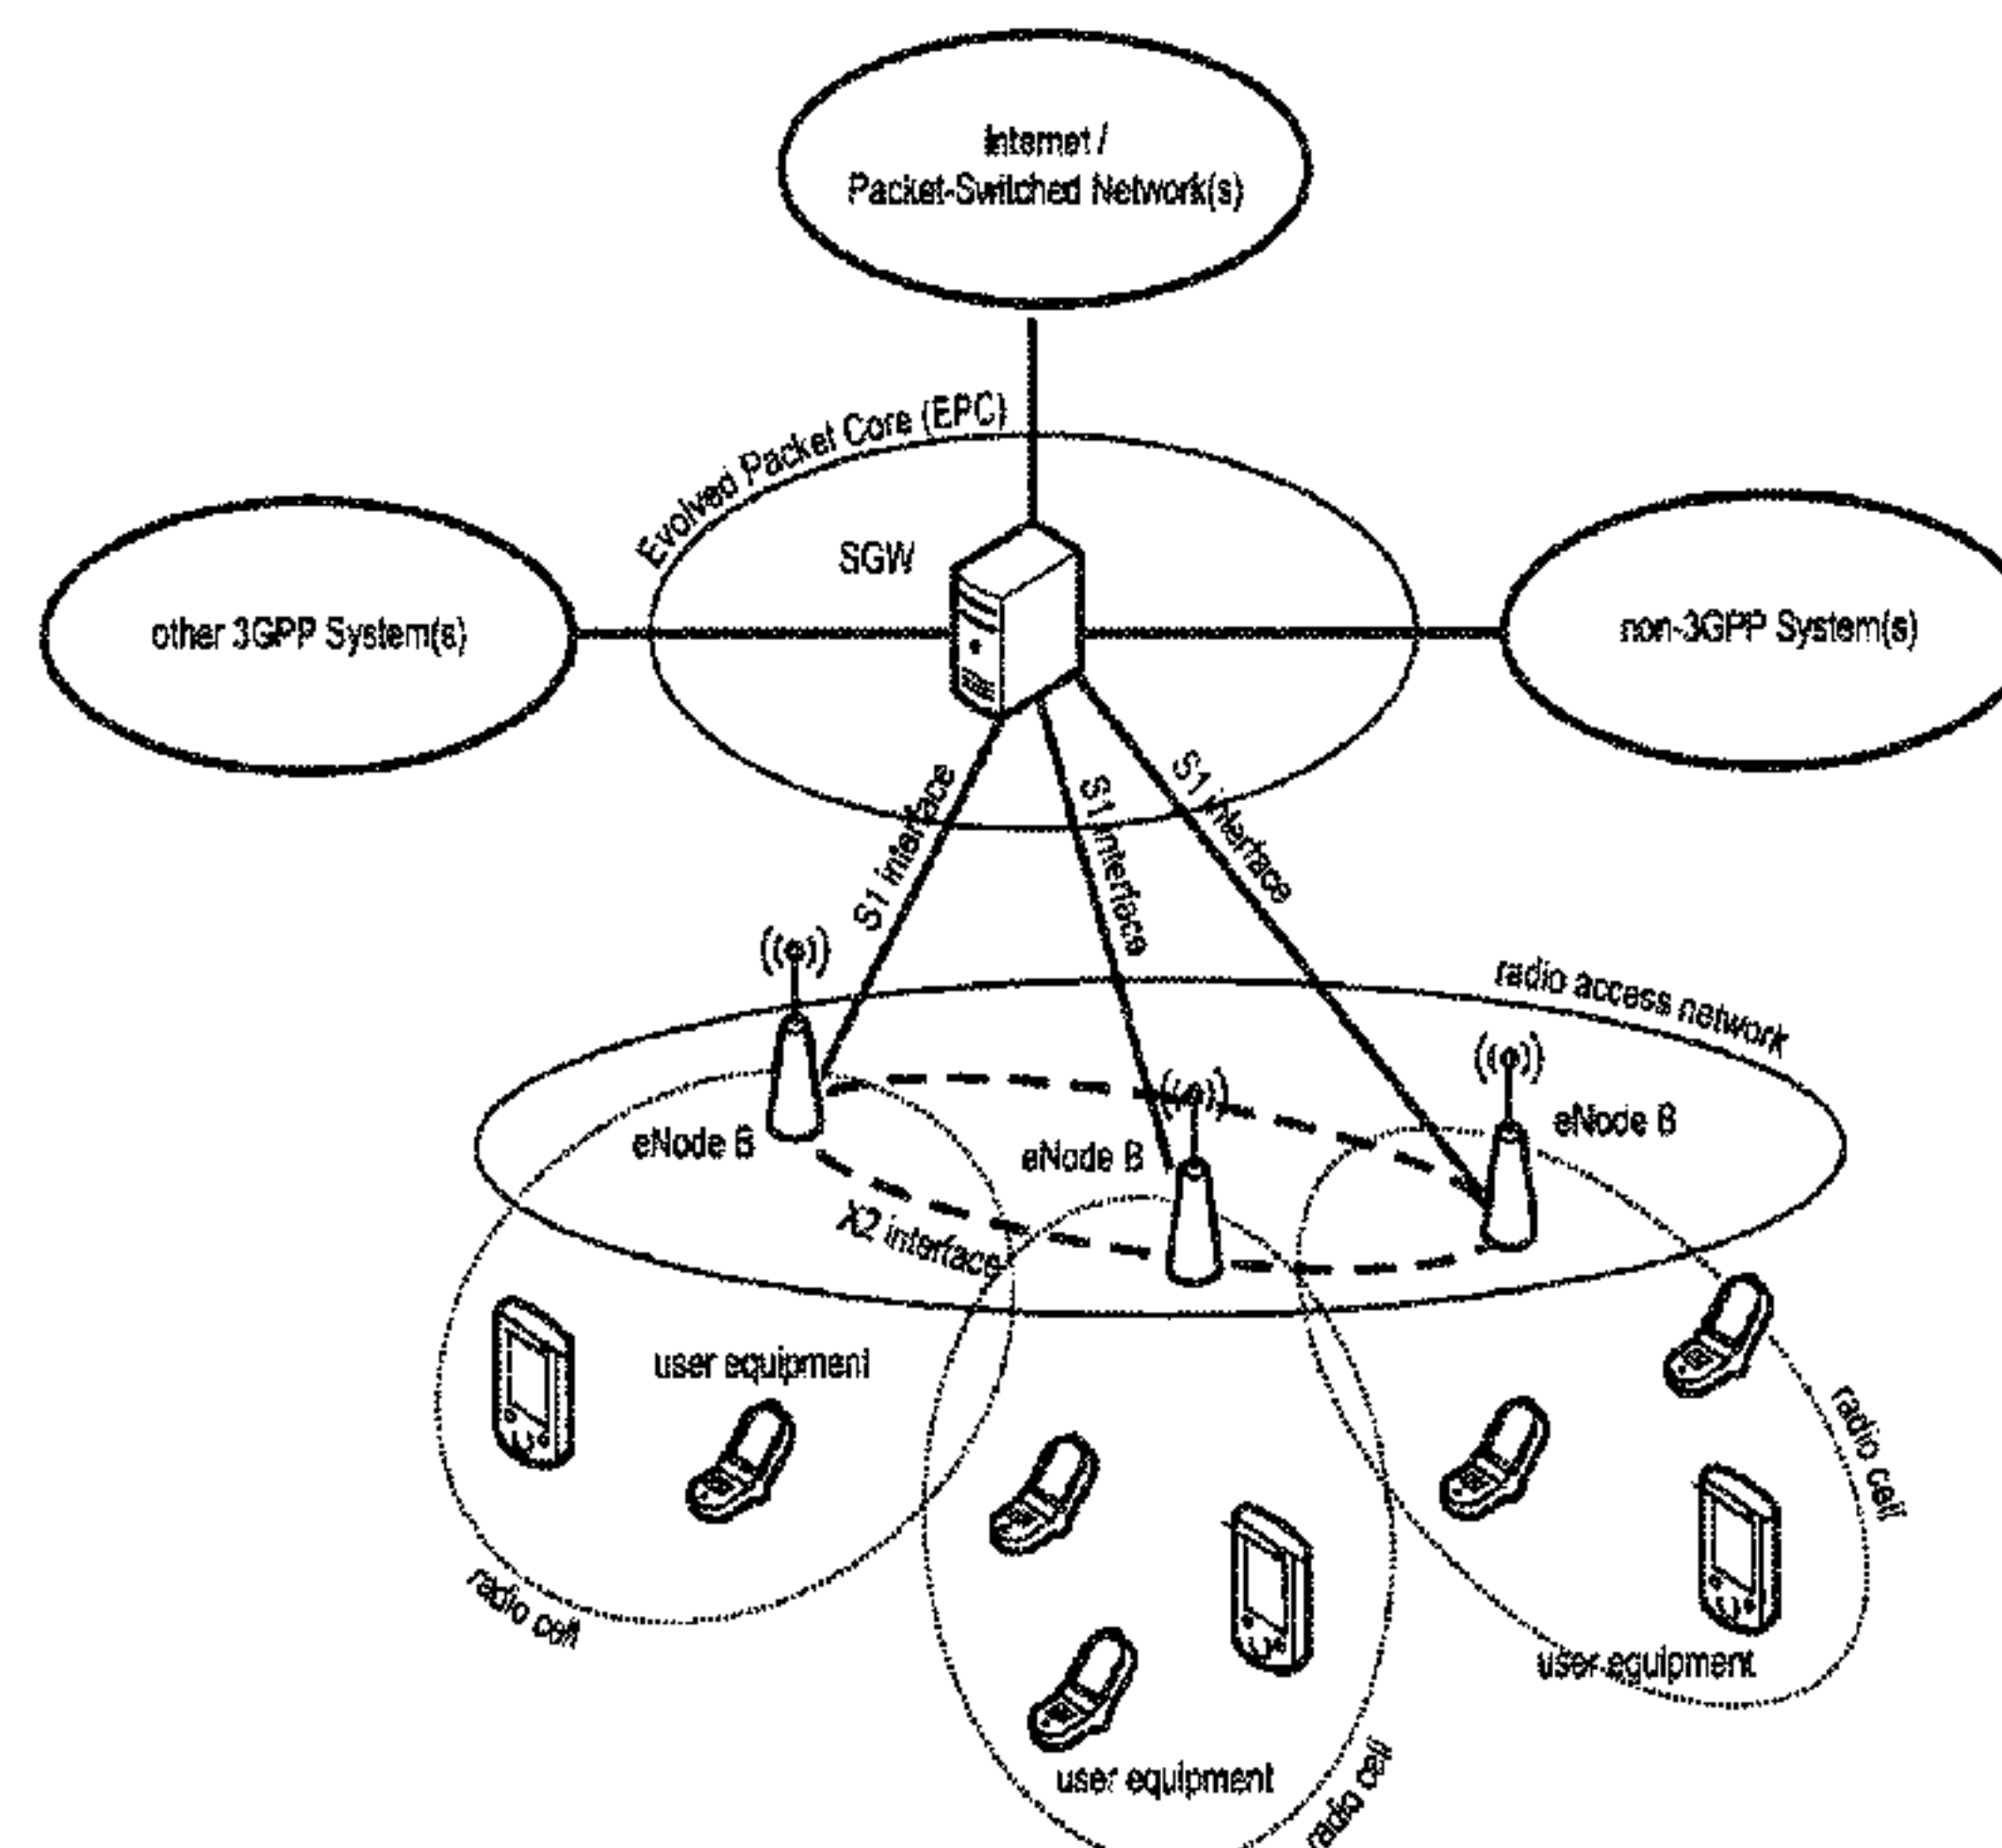 Internet /
Packet-Switched Network(s)
Evolved Packet Core (EPC)
SGW
other 3GPP System(s)
non-3GPP System(s)
S1 interface
S1 interface
S1 interface
radio access network
eNode B
eNode B
eNode B
X2 interface
user equipment
radio cell
radio cell
user equipment
user equipment
radio cell